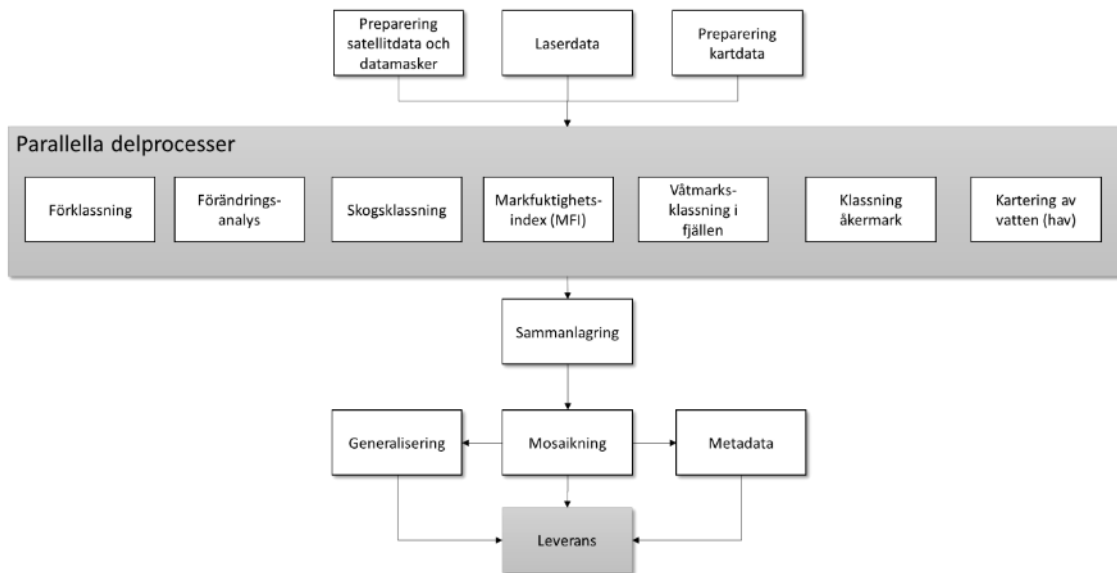 Preparering
satellitdata och
datamasker
Laserdata
Preparering
kartdata
Parallella delprocesser
Förklassning
Förändrings-
analys
Skogsklassning
Markfuktighets-
index (MFI)
Våtmarks-
klassning i
fjällen
Klassning
åkermark
Kartering av
vatten (hav)
Sammanlagring
Generalisering
Mosaikning
Metadata
Leverans